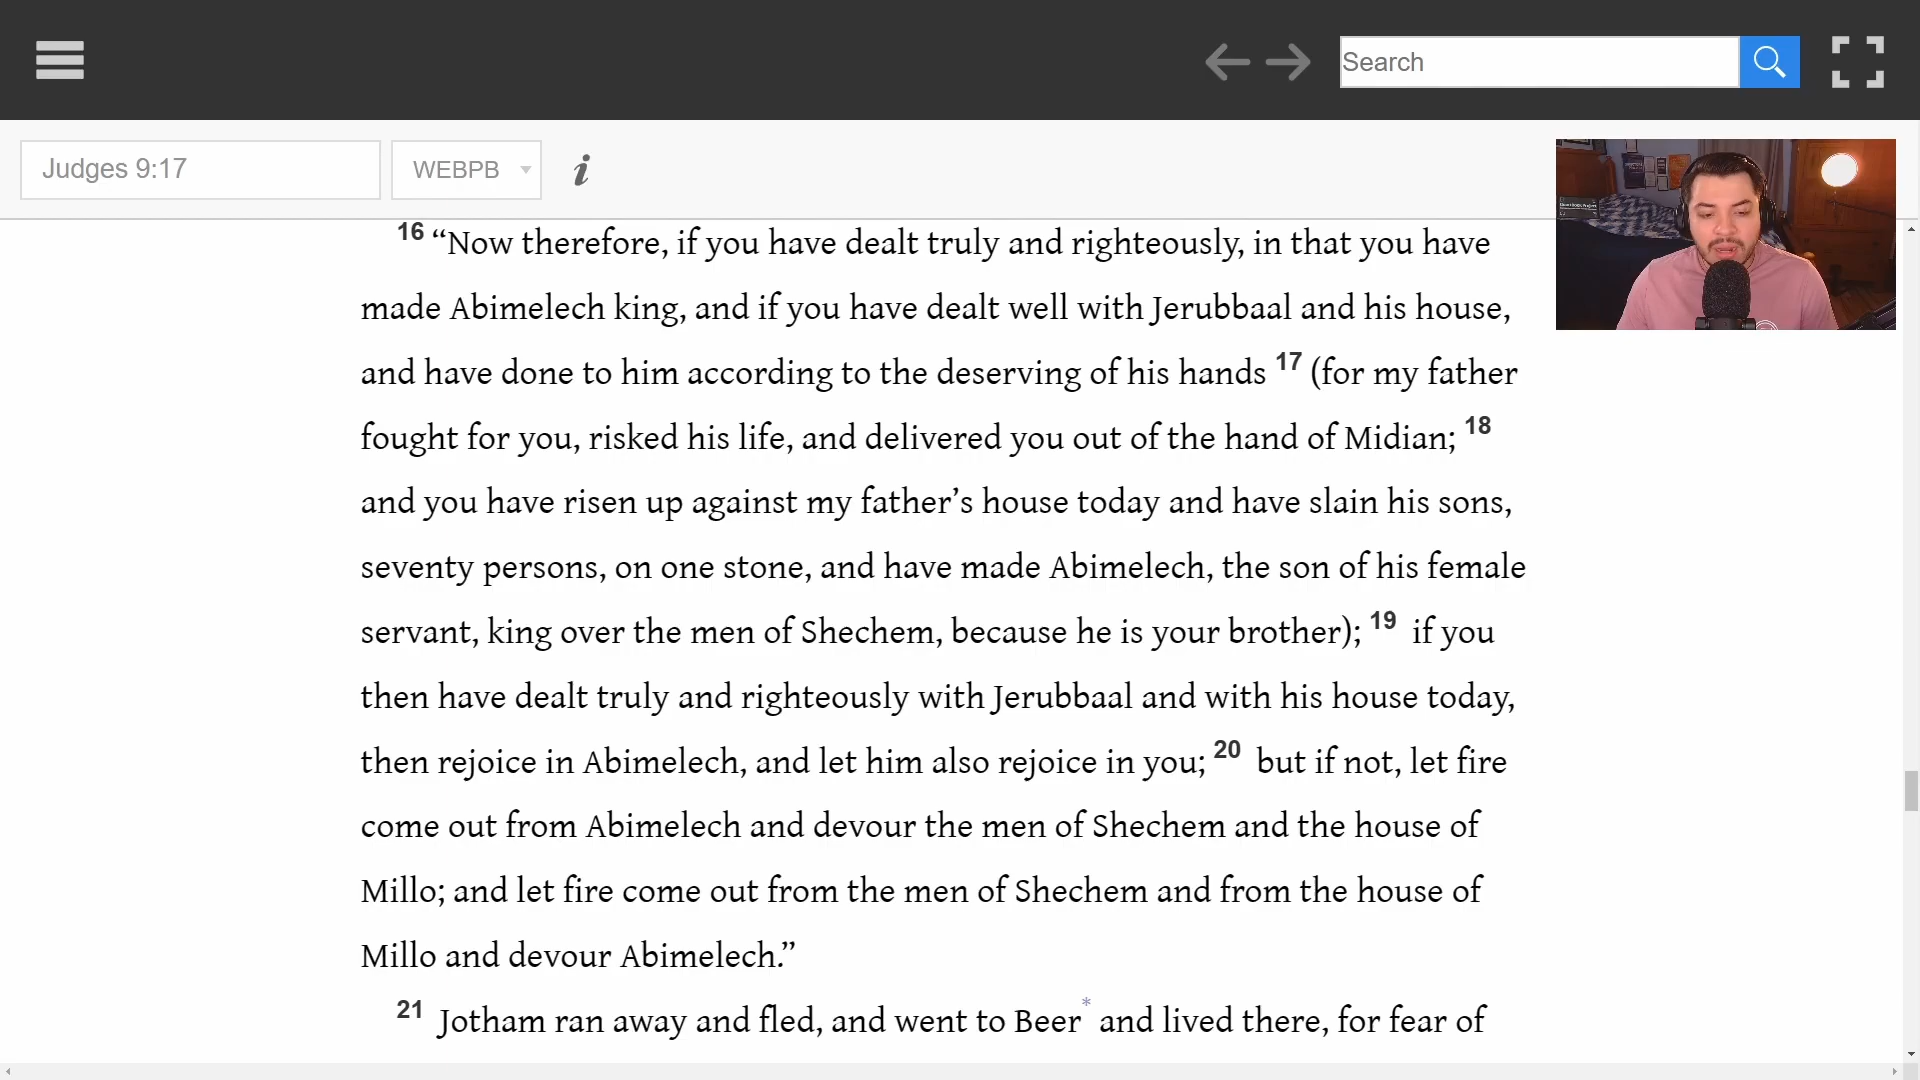 Search
Judges 9:17
WEBPB
i
16 “Now therefore, if you have dealt truly and righteously, in that you have
made Abimelech king, and if you have dealt well with Jerubbaal and his house,
and have done to him according to the deserving of his hands 17 (for my father
fought for you, risked his life, and delivered you out of the hand of Midian; 18
and you have risen up against my father’s house today and have slain his sons,
seventy persons, on one stone, and have made Abimelech, the son of his female
servant, king over the men of Shechem, because he is your brother); 19 if you
then have dealt truly and righteously with Jerubbaal and with his house today,
then rejoice in Abimelech, and let him also rejoice in you; 20 but if not, let fire
come out from Abimelech and devour the men of Shechem and the house of
Millo; and let fire come out from the men of Shechem and from the house of
Millo and devour Abimelech.”
21 Jotham ran away and fled, and went to Beer* and lived there, for fear of